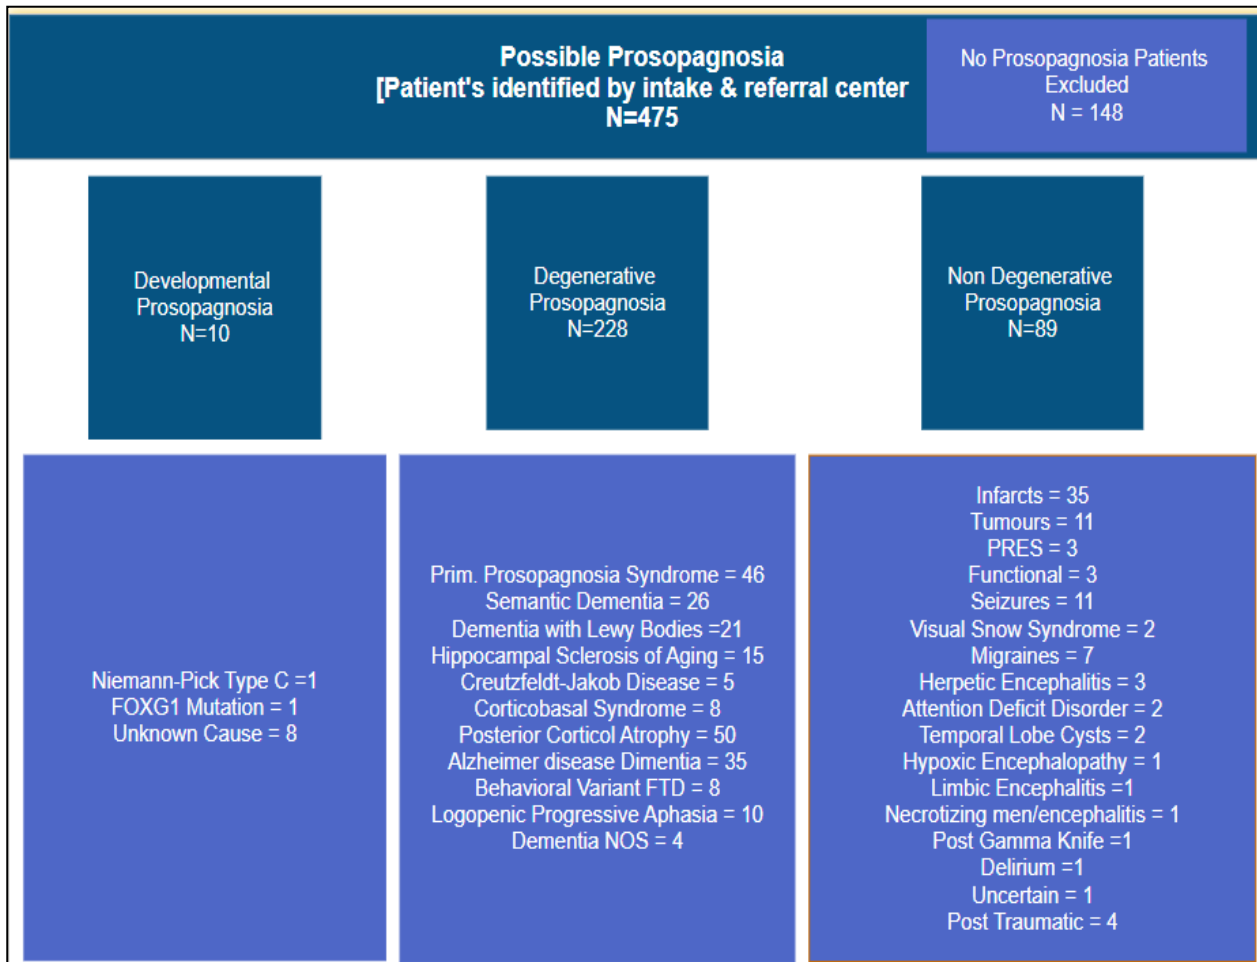 Possible Prosopagnosia
[Patient's identified by intake & referral center
N=475
No Prosopagnosia Patients
Excluded
N = 148
Developmental
Prosopagnosia
N=10
Degenerative
Prosopagnosia
N=228
Non Degenerative
Prosopagnosia
N=89
Niemann-Pick Type C =1
FOXG1 Mutation = 1
Unknown Cause = 8
Prim. Prosopagnosia Syndrome = 46
Semantic Dementia = 26
Dementia with Lewy Bodies =21
Hippocampal Sclerosis of Aging = 15
Creutzfeldt-Jakob Disease = 5
Corticobasal Syndrome = 8
Posterior Corticol Atrophy = 50
Alzheimer disease Dimentia = 35
Behavioral Variant FTD = 8
Logopenic Progressive Aphasia = 10
Dementia NOS = 4
Infarcts = 35
Tumours = 11
PRES = 3
Functional = 3
Seizures = 11
Visual Snow Syndrome = 2
Migraines = 7
Herpetic Encephalitis = 3
Attention Deficit Disorder = 2
Temporal Lobe Cysts = 2
Hypoxic Encephalopathy = 1
Limbic Encephalitis =1
Necrotizing men/encephalitis = 1
Post Gamma Knife =1
Delirium =1
Uncertain = 1
Post Traumatic = 4